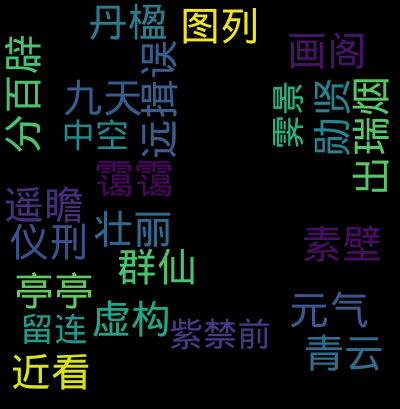 丹楹
图列
画阁
分百辟
九天
远揖误
中空
霁景
勋贤
出瑞烟
霭霭
遥瞻
仪刑
壮丽
素壁
群仙
亭亭
留连
虚构
紫禁前
元气
青云
近看